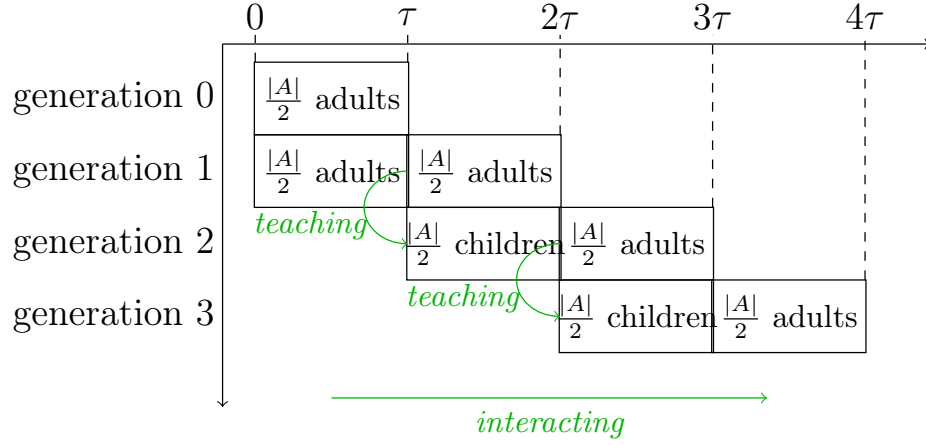 0 τ 2τ 3τ 4τ
generation 0 |A|/2 adults
generation 1 |A|/2 adults |A|/2 adults
teaching
generation 2 |A|/2 children |A|/2 adults
teaching
generation 3 |A|/2 children |A|/2 adults
interacting